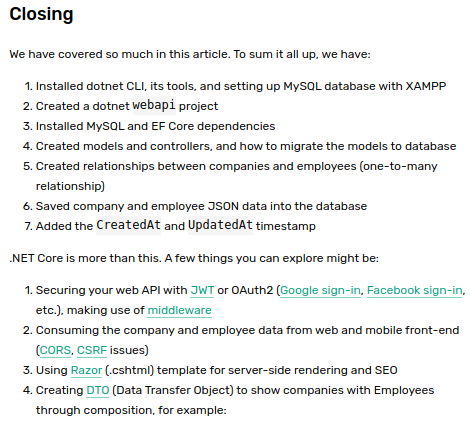 Closing
We have covered so much in this article. To sum it all up, we have:
1. Installed dotnet CLI, its tools, and setting up MySQL database with XAMPP
2. Created a dotnet webapi project
3. Installed MySQL and EF Core dependencies
4. Created models and controllers, and how to migrate the models to database
5. Created relationships between companies and employees (one-to-many
relationship)
6. Saved company and employee JSON data into the database
7. Added the CreatedAt and UpdatedAt timestamp
.NET Core is more than this. A few things you can explore might be:
1. Securing your web API with JWT or OAuth2 (Google sign-in, Facebook sign-in,
etc.), making use of middleware
2. Consuming the company and employee data from web and mobile front-end
(CORS, CSRF issues)
3. Using Razor (.cshtml) template for server-side rendering and SEO
4. Creating DTO (Data Transfer Object) to show companies with Employees
through composition, for example: